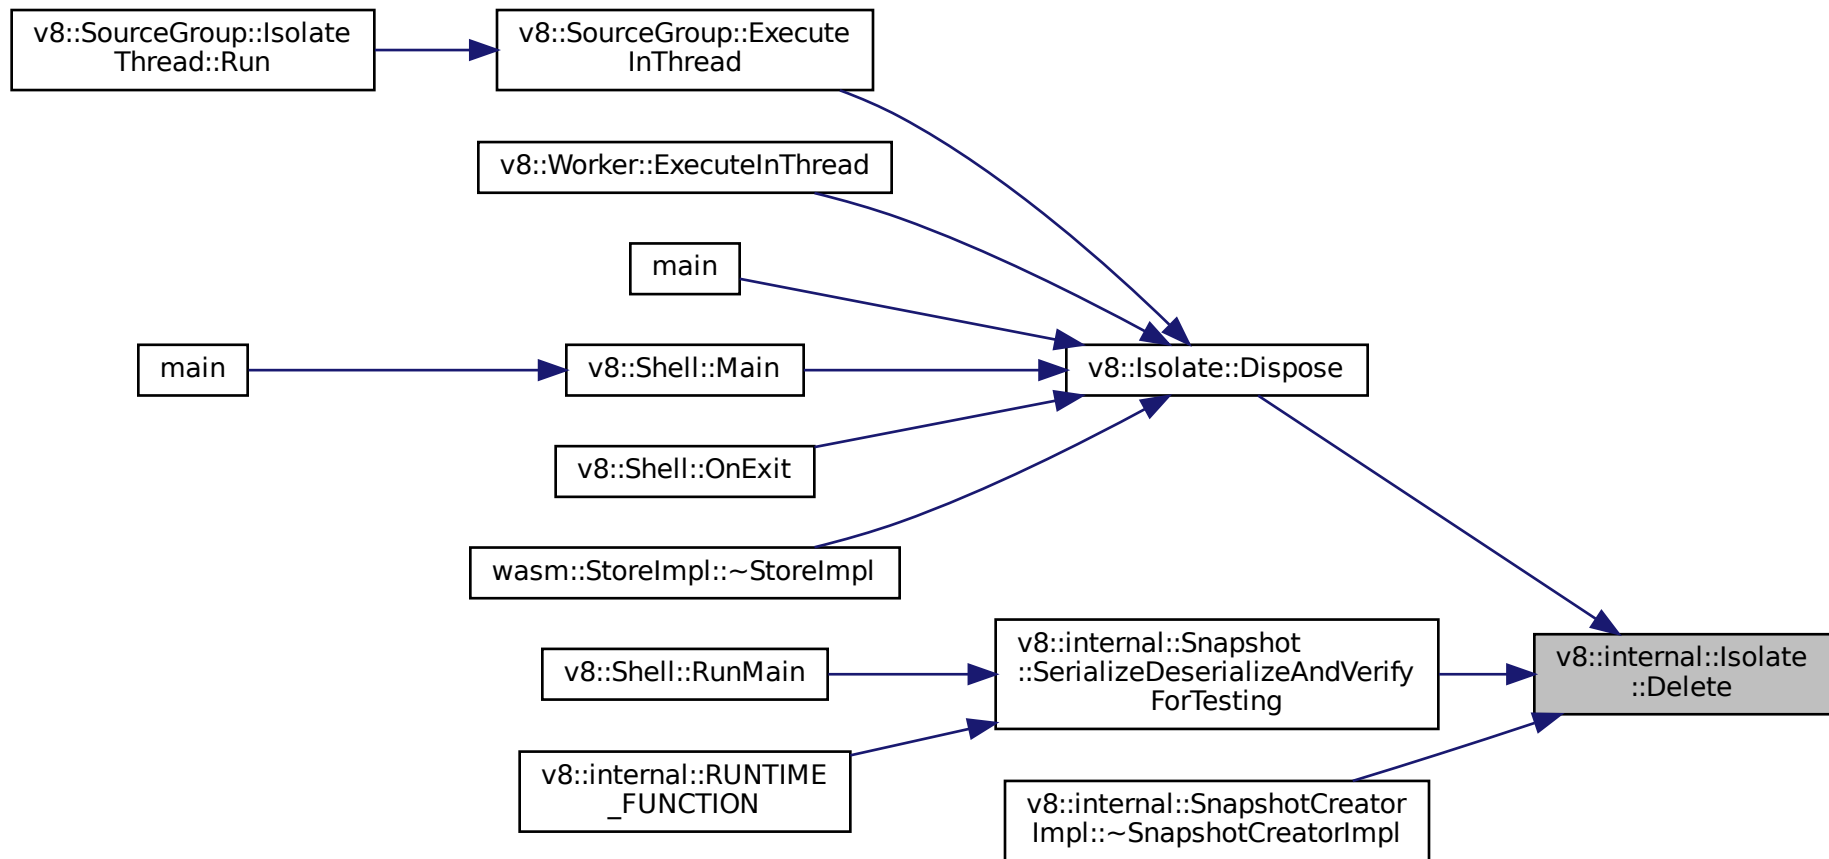 v8::SourceGroup::Isolate
Thread::Run
v8::SourceGroup::Execute
InThread
v8::Worker::ExecuteInThread
main
main
v8::Shell::Main
v8::Isolate::Dispose
v8::Shell::OnExit
wasm::StoreImpl::~StoreImpl
v8::Shell::RunMain
v8::internal::Snapshot
::SerializeDeserializeAndVerify
ForTesting
v8::internal::Isolate
::Delete
v8::internal::RUNTIME
_FUNCTION
v8::internal::SnapshotCreator
Impl::~SnapshotCreatorImpl